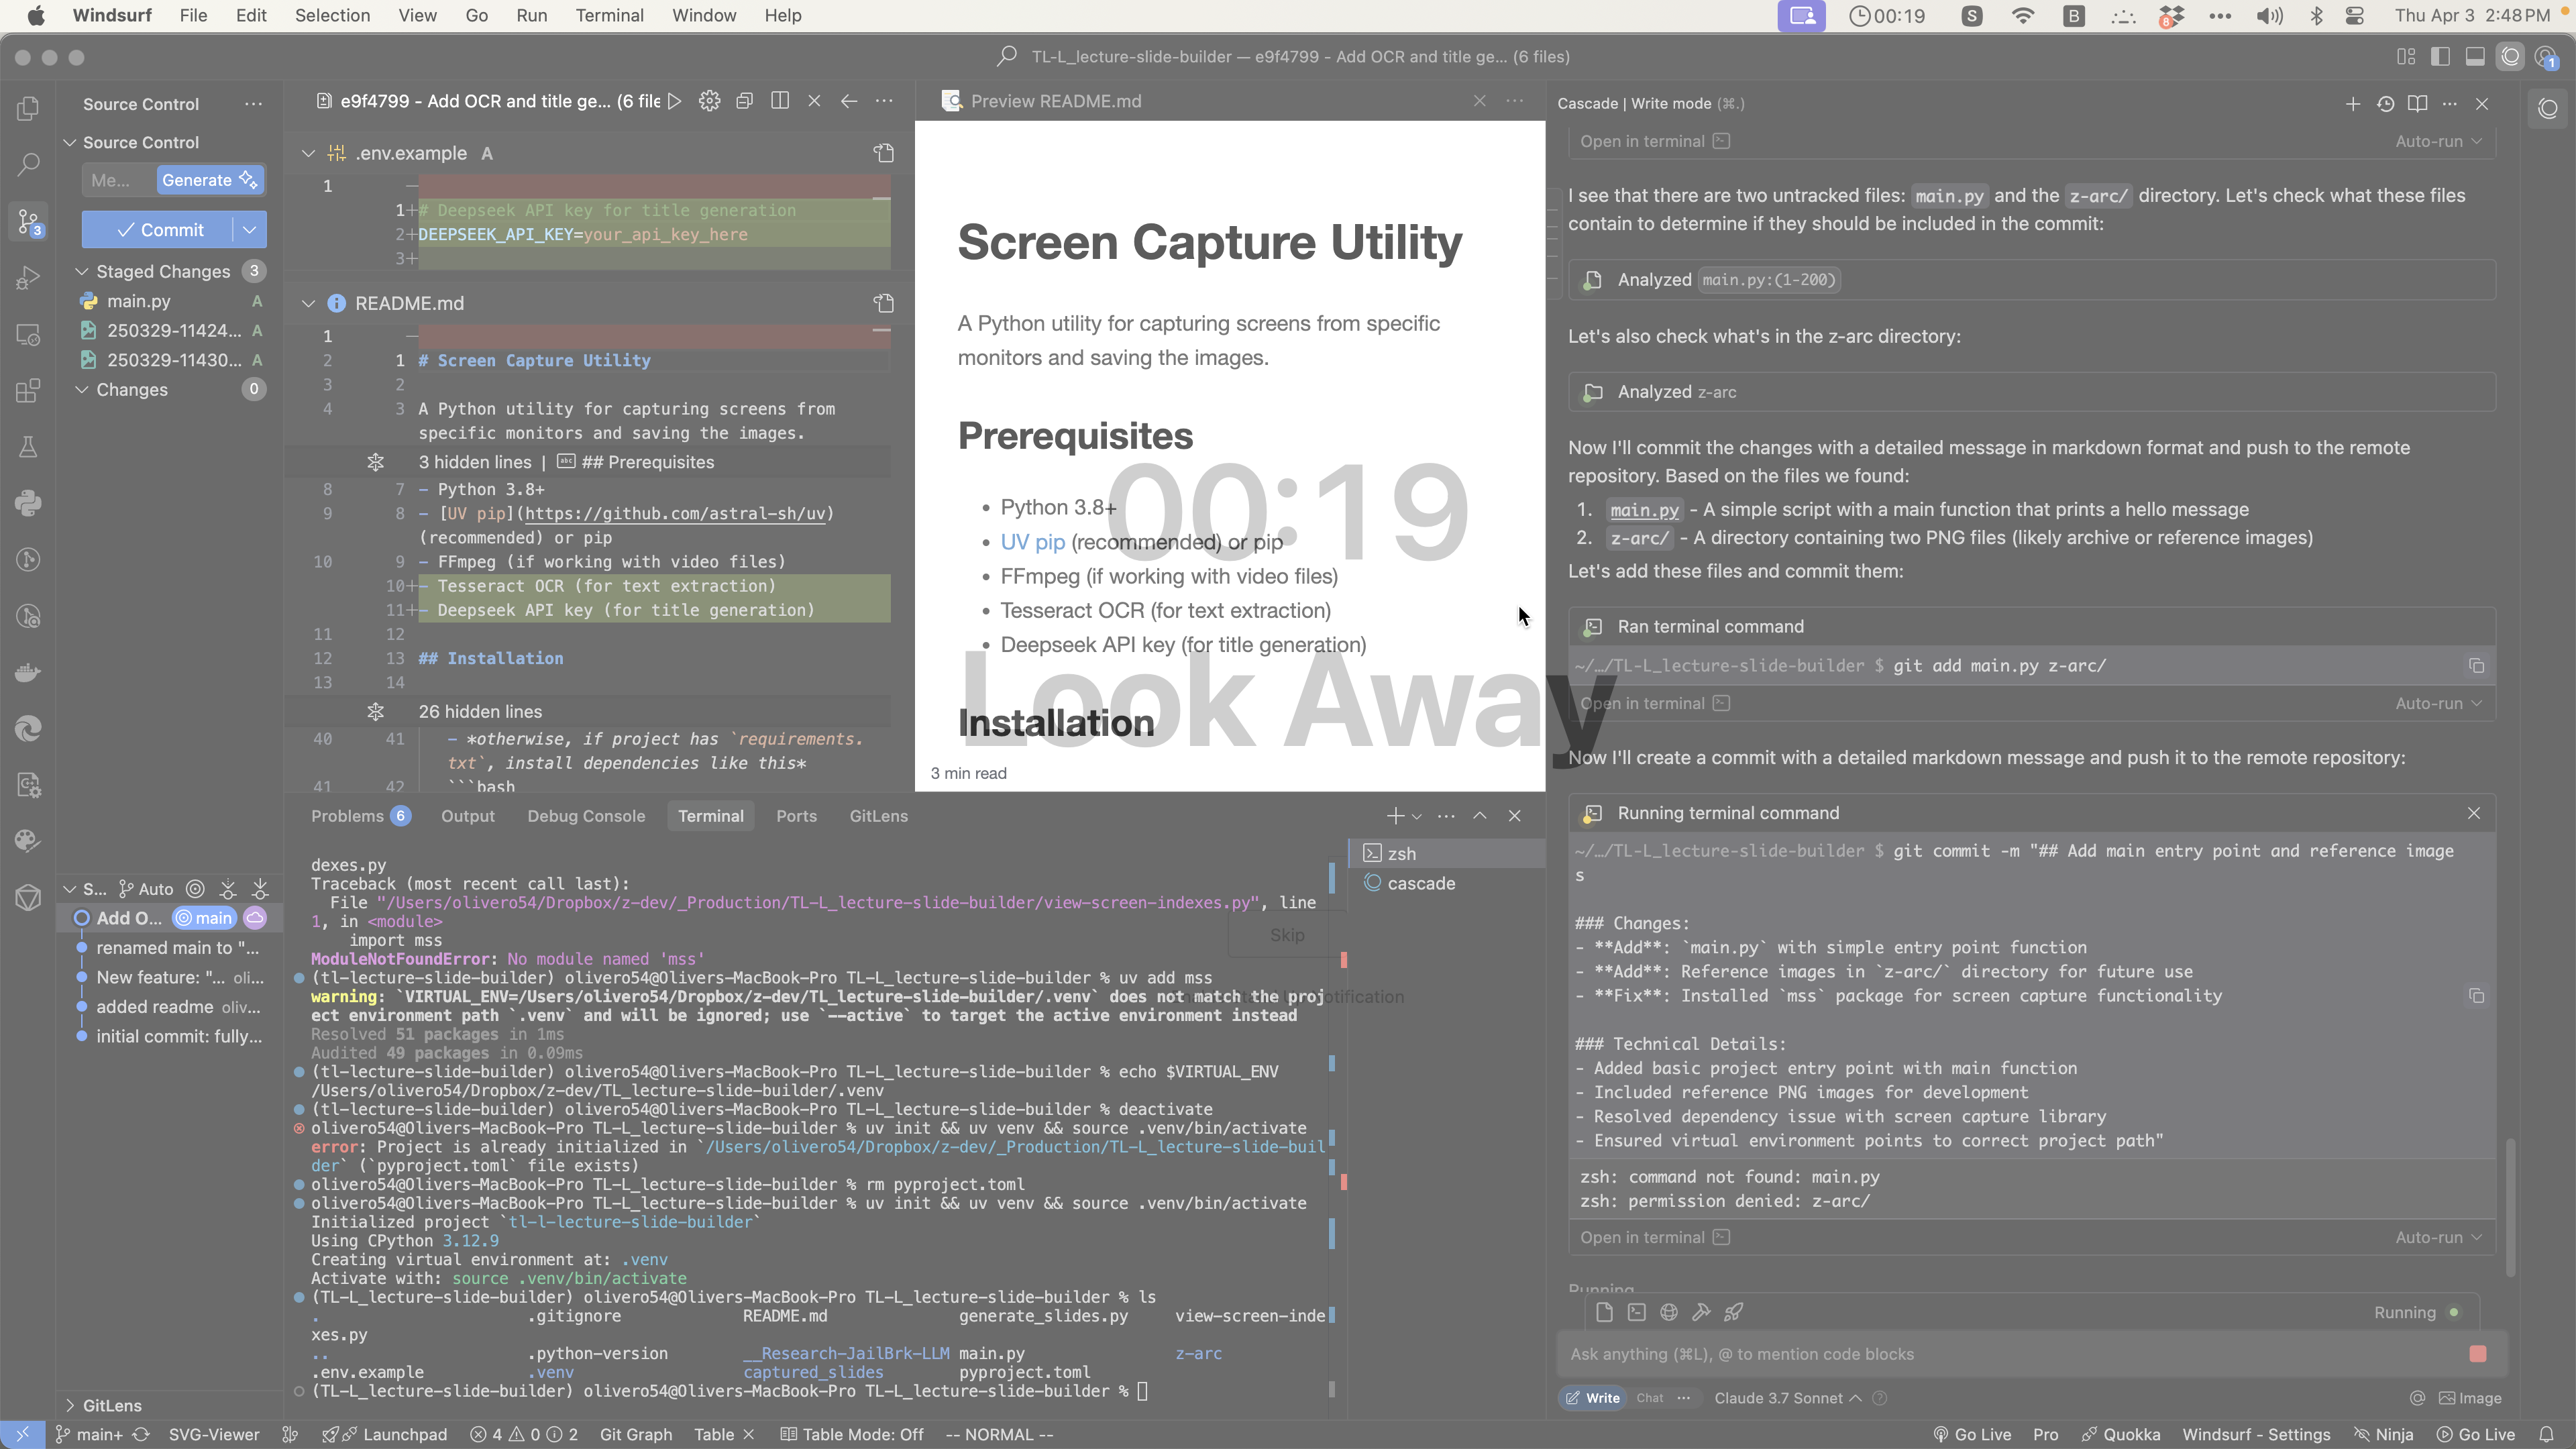 Windsurf File Edit Selection View Go Run Terminal Window Help
00:19 S B 8 Thu Apr 3 2:48 PM
TL-L_lecture-slide-builder — e9f4799 - Add OCR and title ge... (6 files)
1
Source Control
Source Control
Me... Generate
Commit
3
Staged Changes 3
main.py A
250329-11424... A
250329-11430... A
Changes 0
S... Auto
Add O... main
renamed main to "...
New feature: "... oli...
added readme oliv...
initial commit: fully...
GitLens
e9f4799 - Add OCR and title ge... (6 file
.env.example A
1 —
1+ # Deepseek API key for title generation
2+ DEEPSEEK_API_KEY=your_api_key_here
3+
README.md
1 —
2 1 # Screen Capture Utility
3 2
4 3 A Python utility for capturing screens from
specific monitors and saving the images.
3 hidden lines | abc ## Prerequisites
8 7 - Python 3.8+
9 8 - [UV pip](https://github.com/astral-sh/uv)
(recommended) or pip
10 9 - FFmpeg (if working with video files)
10+ - Tesseract OCR (for text extraction)
11+ - Deepseek API key (for title generation)
11 12
12 13 ## Installation
13 14
26 hidden lines
40 41 - *otherwise, if project has `requirements.
txt`, install dependencies like this*
41 42 ```bash
Preview README.md
Screen Capture Utility
A Python utility for capturing screens from specific
monitors and saving the images.
Prerequisites
• Python 3.8+
• UV pip (recommended) or pip
• FFmpeg (if working with video files)
• Tesseract OCR (for text extraction)
• Deepseek API key (for title generation)
Installation
3 min read
00:19
Look Away
Skip
Problems 6 Output Debug Console Terminal Ports GitLens
zsh
cascade
dexes.py
Traceback (most recent call last):
File "/Users/olivero54/Dropbox/z-dev/_Production/TL-L_lecture-slide-builder/view-screen-indexes.py", line
1, in <module>
import mss
ModuleNotFoundError: No module named 'mss'
(tl-lecture-slide-builder) olivero54@Olivers-MacBook-Pro TL-L_lecture-slide-builder % uv add mss
warning: `VIRTUAL_ENV=/Users/olivero54/Dropbox/z-dev/TL_lecture-slide-builder/.venv` does not match the proj
ect environment path `.venv` and will be ignored; use `--active` to target the active environment instead
Resolved 51 packages in 1ms
Audited 49 packages in 0.09ms
(tl-lecture-slide-builder) olivero54@Olivers-MacBook-Pro TL-L_lecture-slide-builder % echo $VIRTUAL_ENV
/Users/olivero54/Dropbox/z-dev/TL_lecture-slide-builder/.venv
(tl-lecture-slide-builder) olivero54@Olivers-MacBook-Pro TL-L_lecture-slide-builder % deactivate
olivero54@Olivers-MacBook-Pro TL-L_lecture-slide-builder % uv init && uv venv && source .venv/bin/activate
error: Project is already initialized in `/Users/olivero54/Dropbox/z-dev/_Production/TL-L_lecture-slide-buil
der` (`pyproject.toml` file exists)
olivero54@Olivers-MacBook-Pro TL-L_lecture-slide-builder % rm pyproject.toml
olivero54@Olivers-MacBook-Pro TL-L_lecture-slide-builder % uv init && uv venv && source .venv/bin/activate
Initialized project `tl-l-lecture-slide-builder`
Using CPython 3.12.9
Creating virtual environment at: .venv
Activate with: source .venv/bin/activate
(TL-L_lecture-slide-builder) olivero54@Olivers-MacBook-Pro TL-L_lecture-slide-builder % ls
. .gitignore README.md generate_slides.py view-screen-inde
xes.py
.. .python-version __Research-JailBrk-LLM main.py z-arc
.env.example .venv captured_slides pyproject.toml
(TL-L_lecture-slide-builder) olivero54@Olivers-MacBook-Pro TL-L_lecture-slide-builder %
Cascade | Write mode (⌘.)
Open in terminal Auto-run
I see that there are two untracked files: main.py and the z-arc/ directory. Let's check what these files
contain to determine if they should be included in the commit:
Analyzed main.py:(1-200)
Let's also check what's in the z-arc directory:
Analyzed z-arc
Now I'll commit the changes with a detailed message in markdown format and push to the remote
repository. Based on the files we found:
1. main.py - A simple script with a main function that prints a hello message
2. z-arc/ - A directory containing two PNG files (likely archive or reference images)
Let's add these files and commit them:
Ran terminal command
~/…/TL-L_lecture-slide-builder $ git add main.py z-arc/
Open in terminal Auto-run
Now I'll create a commit with a detailed markdown message and push it to the remote repository:
Running terminal command
~/…/TL-L_lecture-slide-builder $ git commit -m "## Add main entry point and reference image
s
### Changes:
- **Add**: `main.py` with simple entry point function
- **Add**: Reference images in `z-arc/` directory for future use
- **Fix**: Installed `mss` package for screen capture functionality
### Technical Details:
- Added basic project entry point with main function
- Included reference PNG images for development
- Resolved dependency issue with screen capture library
- Ensured virtual environment points to correct project path"
zsh: command not found: main.py
zsh: permission denied: z-arc/
Open in terminal Auto-run
Running
Running
Ask anything (⌘L), @ to mention code blocks
Write Chat ... Claude 3.7 Sonnet Image
main+ SVG-Viewer Launchpad 4 0 2 Git Graph Table Table Mode: Off -- NORMAL -- Go Live Pro Quokka Windsurf - Settings Ninja Go Live